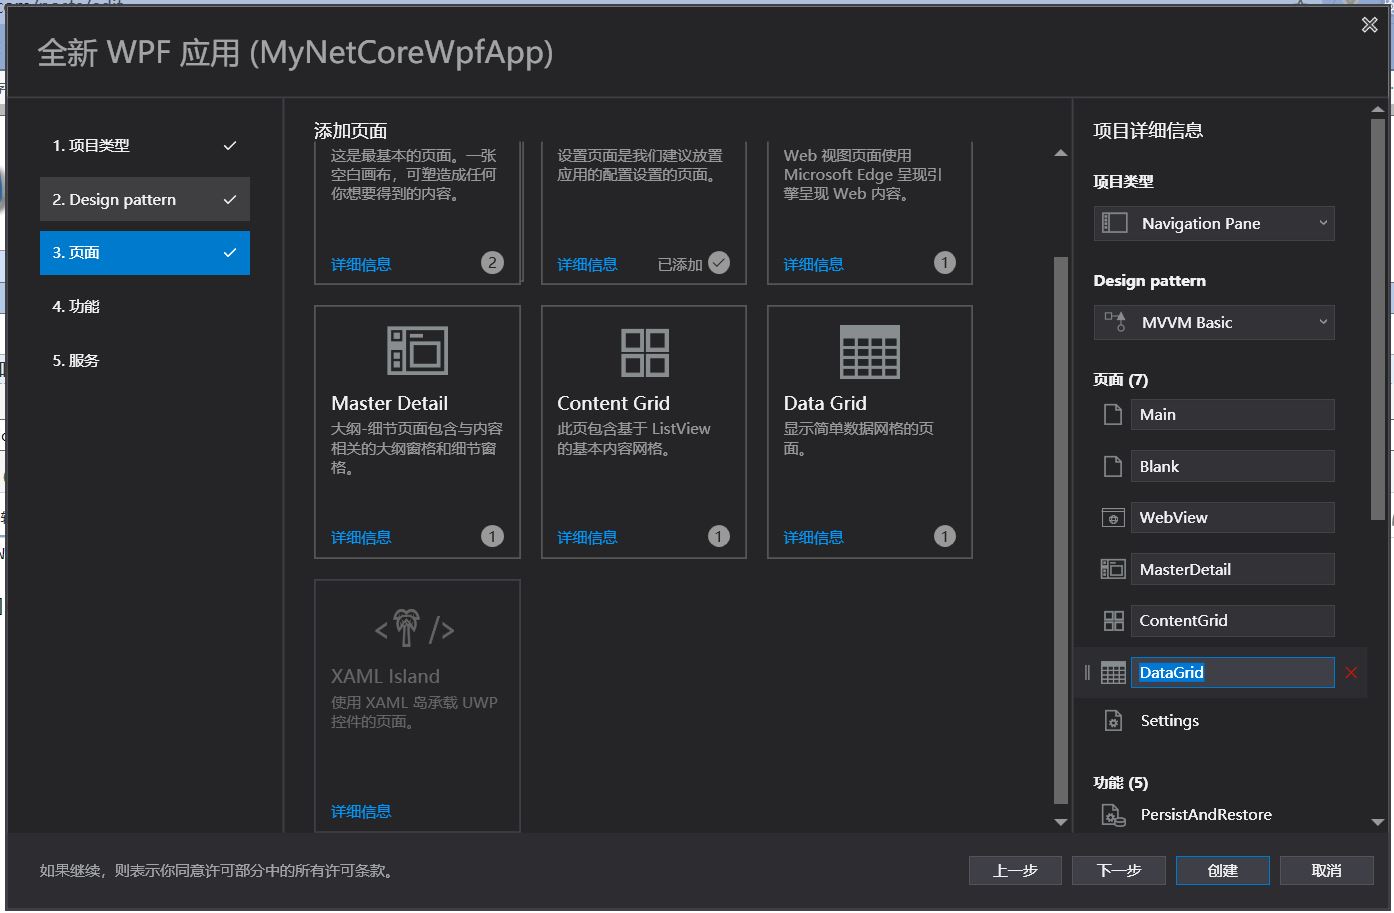 全新 WPF 应用 (MyNetCoreWpfApp)
1. 项目类型
2. Design pattern
3. 页面
4. 功能
5. 服务
添加页面
这是最基本的页面。一张
空白画布，可塑造成任何
你想要得到的内容。
详细信息
2
设置页面是我们建议放置
应用的配置设置的页面。
详细信息
已添加
Web 视图页面使用
Microsoft Edge 呈现引
擎呈现 Web 内容。
详细信息
1
Master Detail
大纲-细节页面包含与内容
相关的大纲窗格和细节窗
格。
详细信息
1
Content Grid
此页包含基于 ListView
的基本内容网格。
详细信息
1
Data Grid
显示简单数据网格的页
面。
详细信息
1
XAML Island
使用 XAML 岛承载 UWP
控件的页面。
详细信息
项目详细信息
项目类型
Navigation Pane
Design pattern
MVVM Basic
页面 (7)
Main
Blank
WebView
MasterDetail
ContentGrid
DataGrid
Settings
功能 (5)
PersistAndRestore
如果继续，则表示你同意许可部分中的所有许可条款。
上一步
下一步
创建
取消